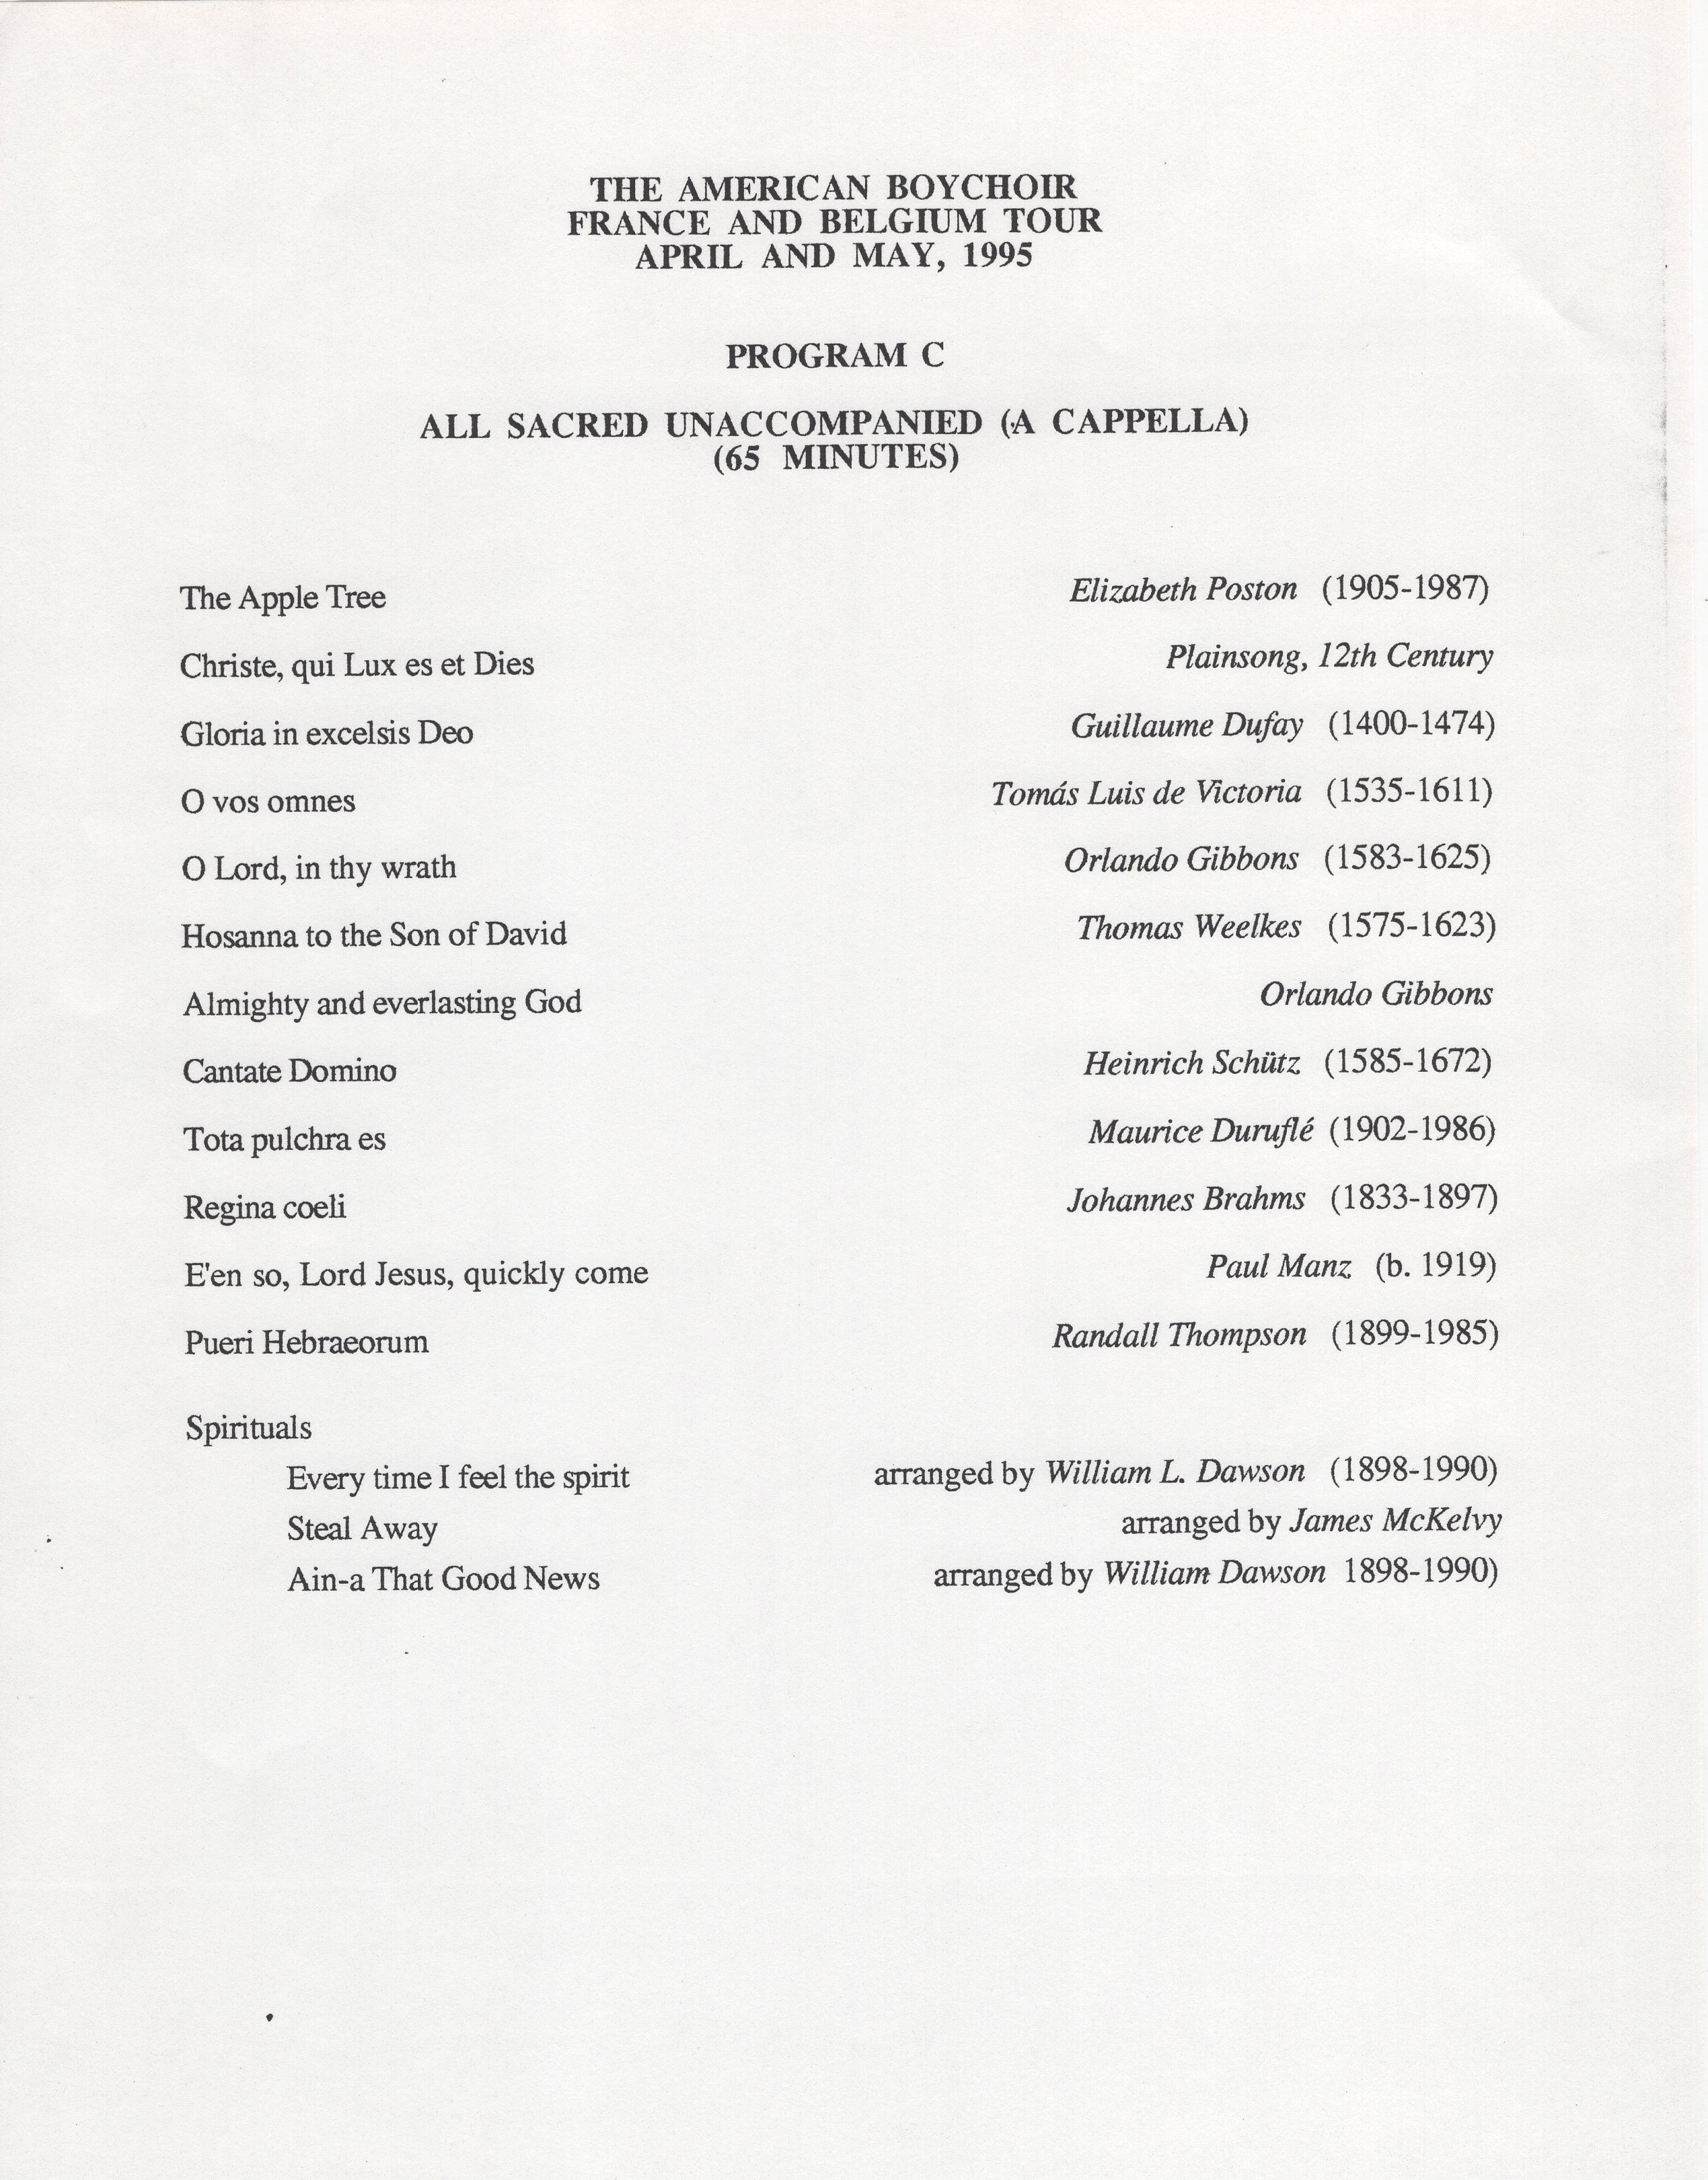 THE AMERICAN BOYCHOIR
FRANCE AND BELGIUM TOUR
APRIL AND MAY, 1995
PROGRAM C
ALL SACRED UNACCOMPANIED (A CAPPELLA)
(65 MINUTES)
The Apple Tree Elizabeth Poston (1905-1987)
Christe, qui Lux es et Dies Plainsong, 12th Century
Gloria in excelsis Deo Guillaume Dufay (1400-1474)
O vos omnes Tomás Luis de Victoria (1535-1611)
O Lord, in thy wrath Orlando Gibbons (1583-1625)
Hosanna to the Son of David Thomas Weelkes (1575-1623)
Almighty and everlasting God Orlando Gibbons
Cantate Domino Heinrich Schütz (1585-1672)
Tota pulchra es Maurice Duruflé (1902-1986)
Regina coeli Johannes Brahms (1833-1897)
E'en so, Lord Jesus, quickly come Paul Manz (b. 1919)
Pueri Hebraeorum Randall Thompson (1899-1985)
Spirituals
Every time I feel the spirit arranged by William L. Dawson (1898-1990)
Steal Away arranged by James McKelvy
Ain-a That Good News arranged by William Dawson 1898-1990)